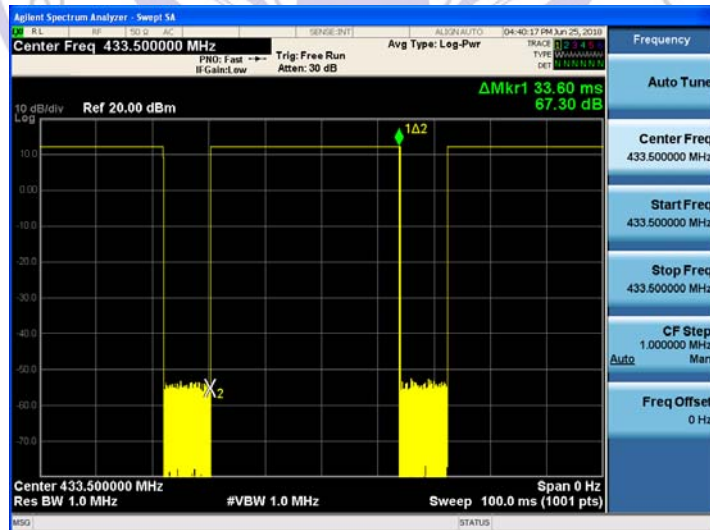 Agilent Spectrum Analyzer - Swept SA
RL RF 50 Ω AC SENSE:INT ALIGN AUTO 04:40:17 PM Jun 25, 2018
Center Freq 433.500000 MHz
PNO: Fast
IFGain:Low
Trig: Free Run
Atten: 30 dB
Avg Type: Log-Pwr
TRACE 1 2 3 4 5 6
TYPE WWWWWW
DET N N N N N N
ΔMkr1 33.60 ms
67.30 dB
10 dB/div Ref 20.00 dBm
Log
1Δ2
10.0
0.00
-10.0
-20.0
-30.0
-40.0
-50.0
-60.0
-70.0
X2
Center 433.500000 MHz Span 0 Hz
Res BW 1.0 MHz #VBW 1.0 MHz Sweep 100.0 ms (1001 pts)
MSG STATUS
Frequency
Auto Tune
Center Freq
433.500000 MHz
Start Freq
433.500000 MHz
Stop Freq
433.500000 MHz
CF Step
1.000000 MHz
Auto Man
Freq Offset
0 Hz